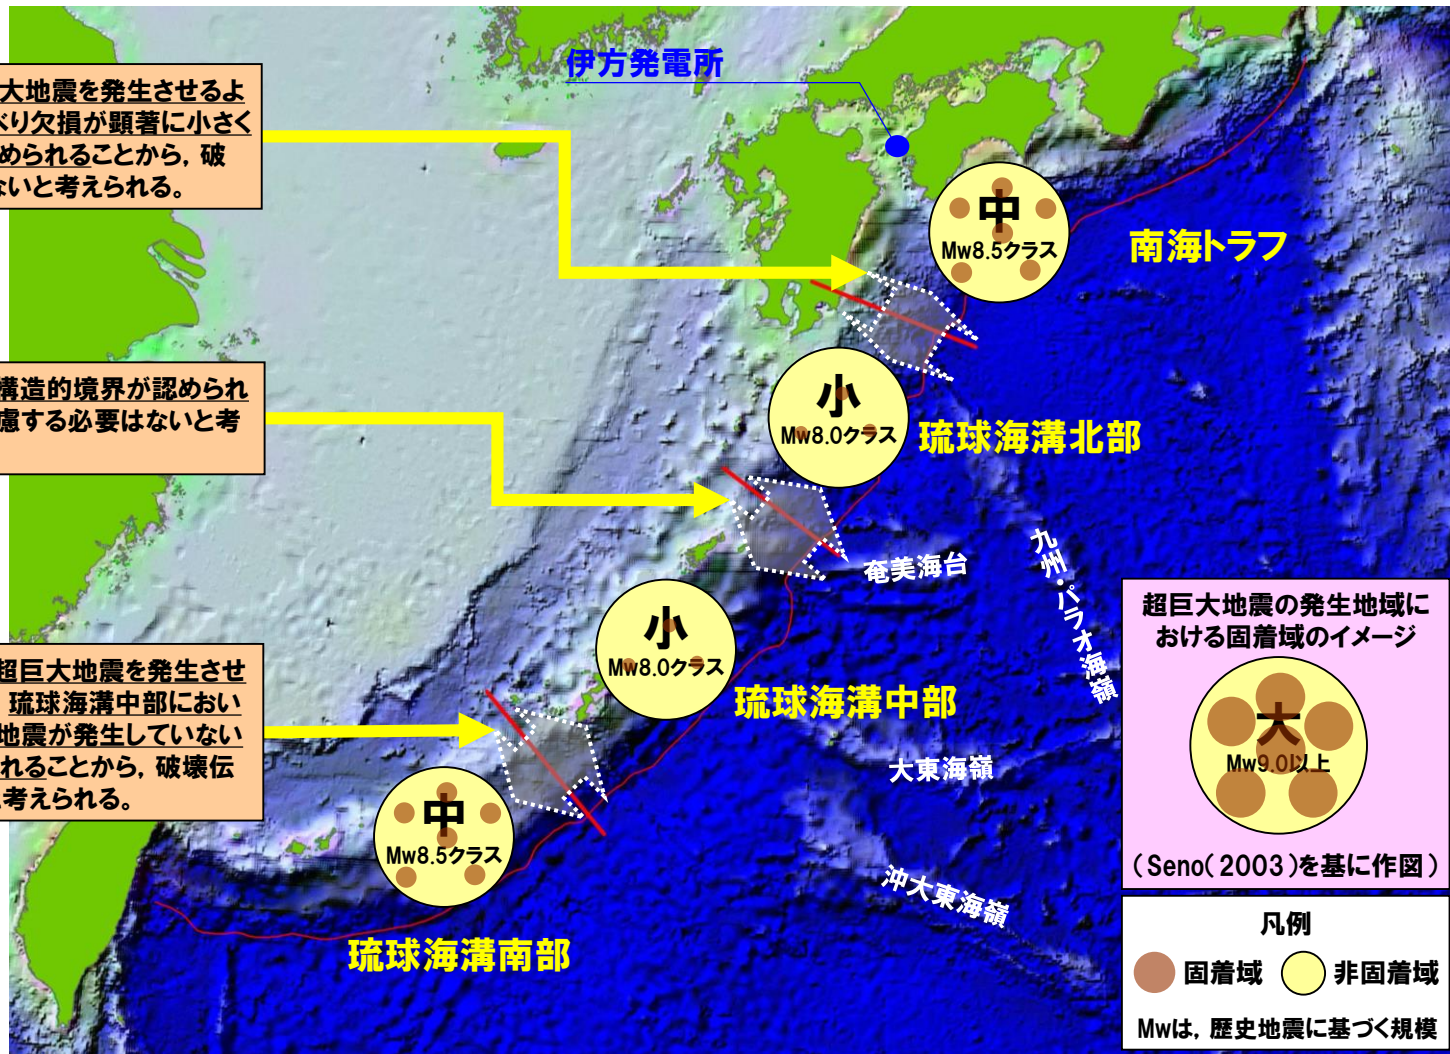 伊方発電所
大地震を発生させるよ
べり欠損が顕著に小さく
められることから，破
ないと考えられる。
中
Mw8.5クラス
南海トラフ
構造的境界が認められ
慮する必要はないと考
小
Mw8.0クラス
琉球海溝北部
奄美海台
九州・パラオ海嶺
小
Mw8.0クラス
琉球海溝中部
超巨大地震を発生させ
琉球海溝中部におい
地震が発生していない
れることから，破壊伝
考えられる。
大東海嶺
中
Mw8.5クラス
沖大東海嶺
琉球海溝南部
超巨大地震の発生地域に
おける固着域のイメージ
大
Mw9.0以上
（Seno（2003）を基に作図）
凡例
固着域 非固着域
Mwは，歴史地震に基づく規模